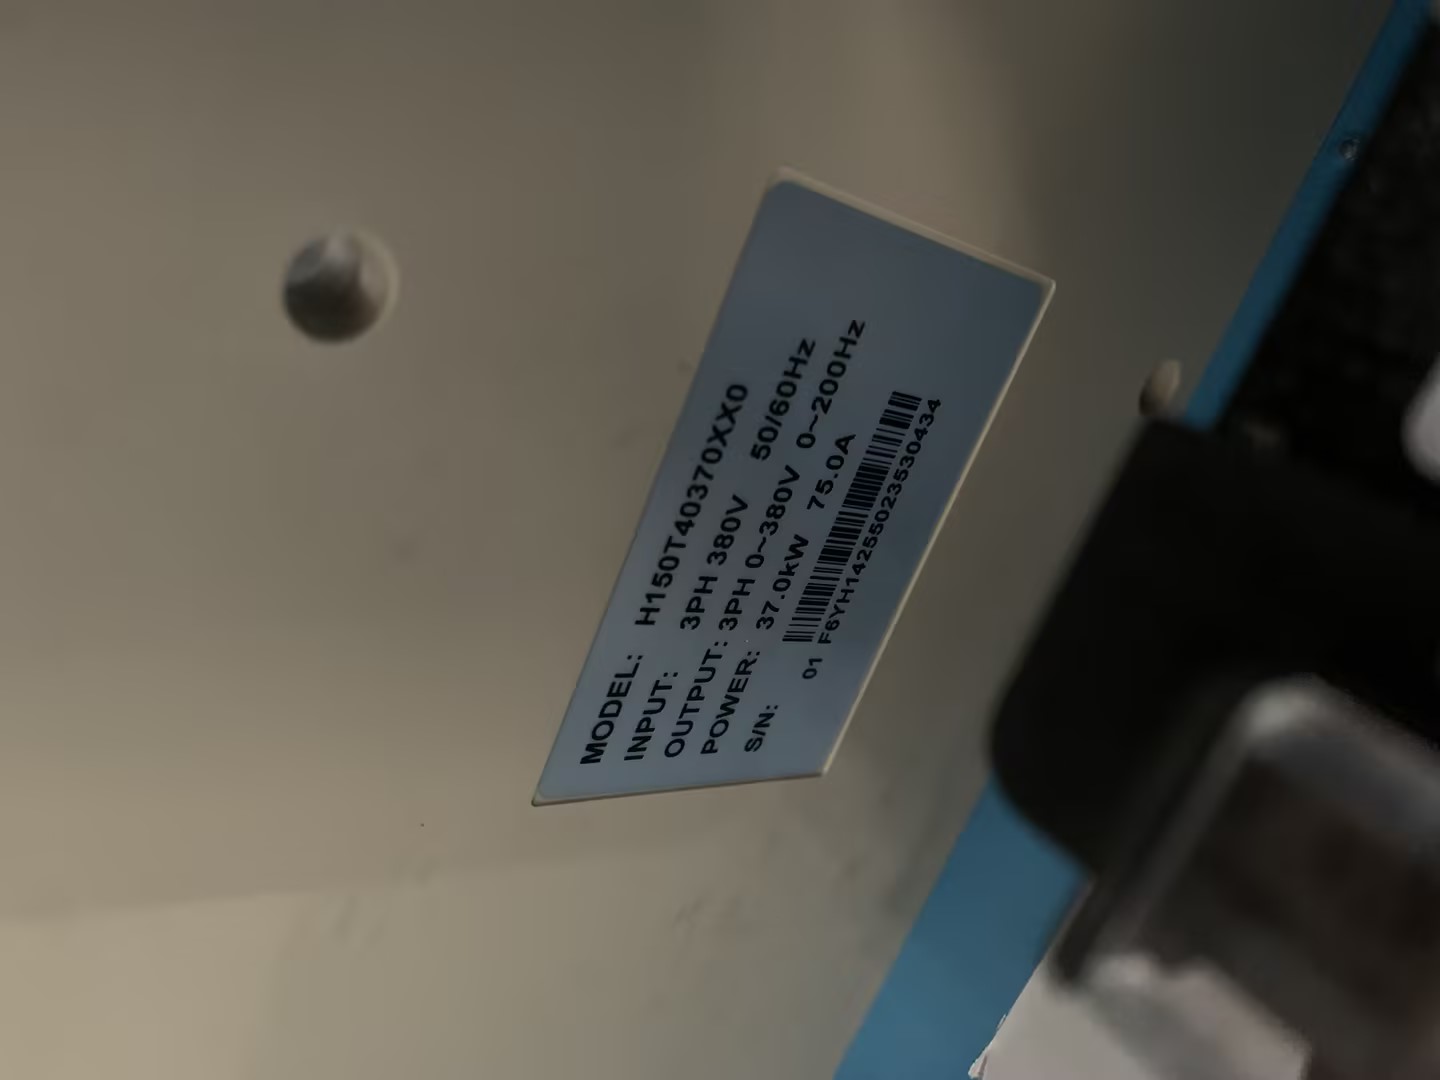 MODEL: H150T40370XX0
INPUT: 3PH 380V 50/60Hz
OUTPUT: 3PH 0~380V 0~200Hz
POWER: 37.0kW 75.0A
S/N:
01 F6YH14255023530434